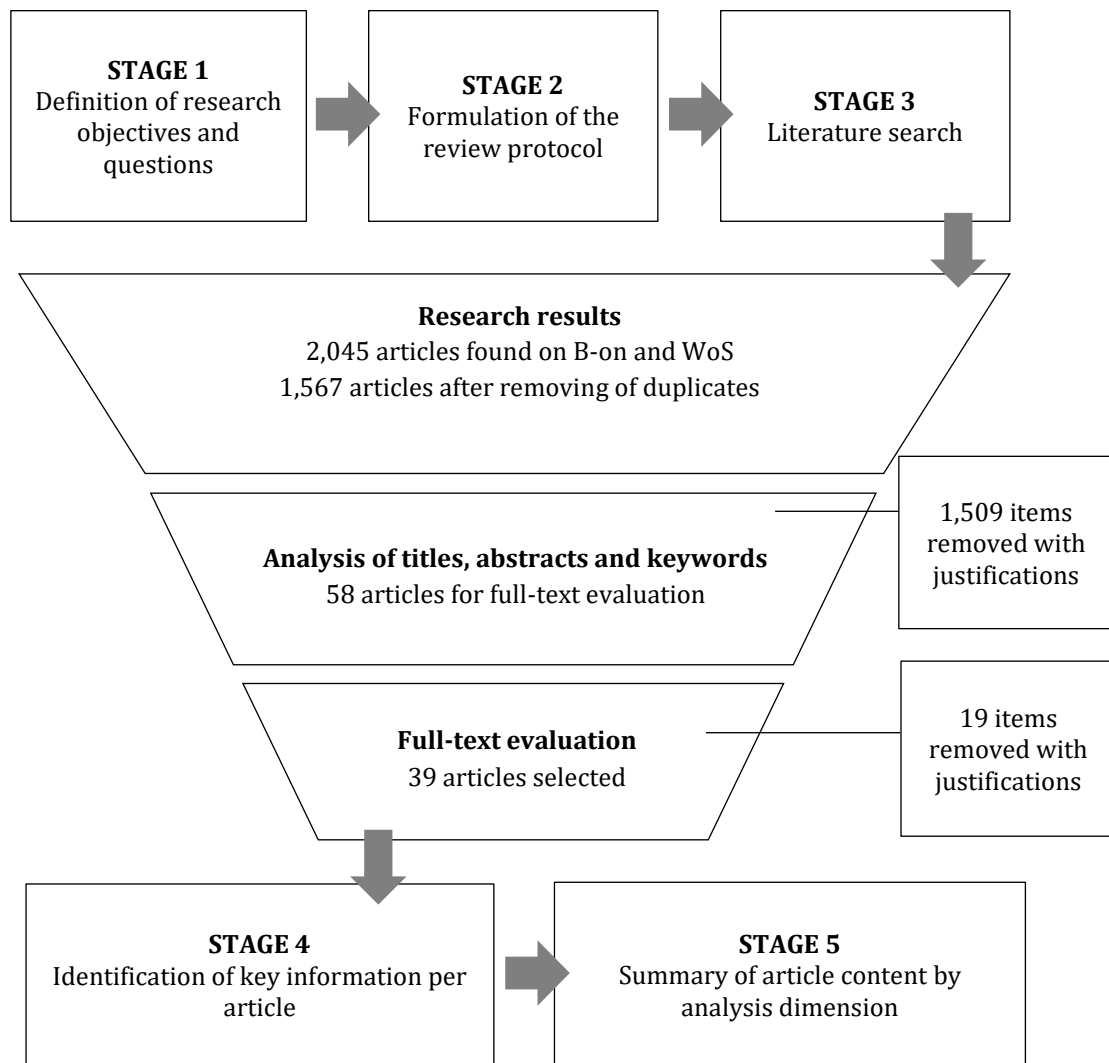 STAGE 1
Definition of research
objectives and
questions
STAGE 2
Formulation of the
review protocol
STAGE 3
Literature search
Research results
2,045 articles found on B-on and WoS
1,567 articles after removing of duplicates
Analysis of titles, abstracts and keywords
58 articles for full-text evaluation
1,509 items
removed with
justifications
Full-text evaluation
39 articles selected
19 items
removed with
justifications
STAGE 4
Identification of key information per
article
STAGE 5
Summary of article content by
analysis dimension